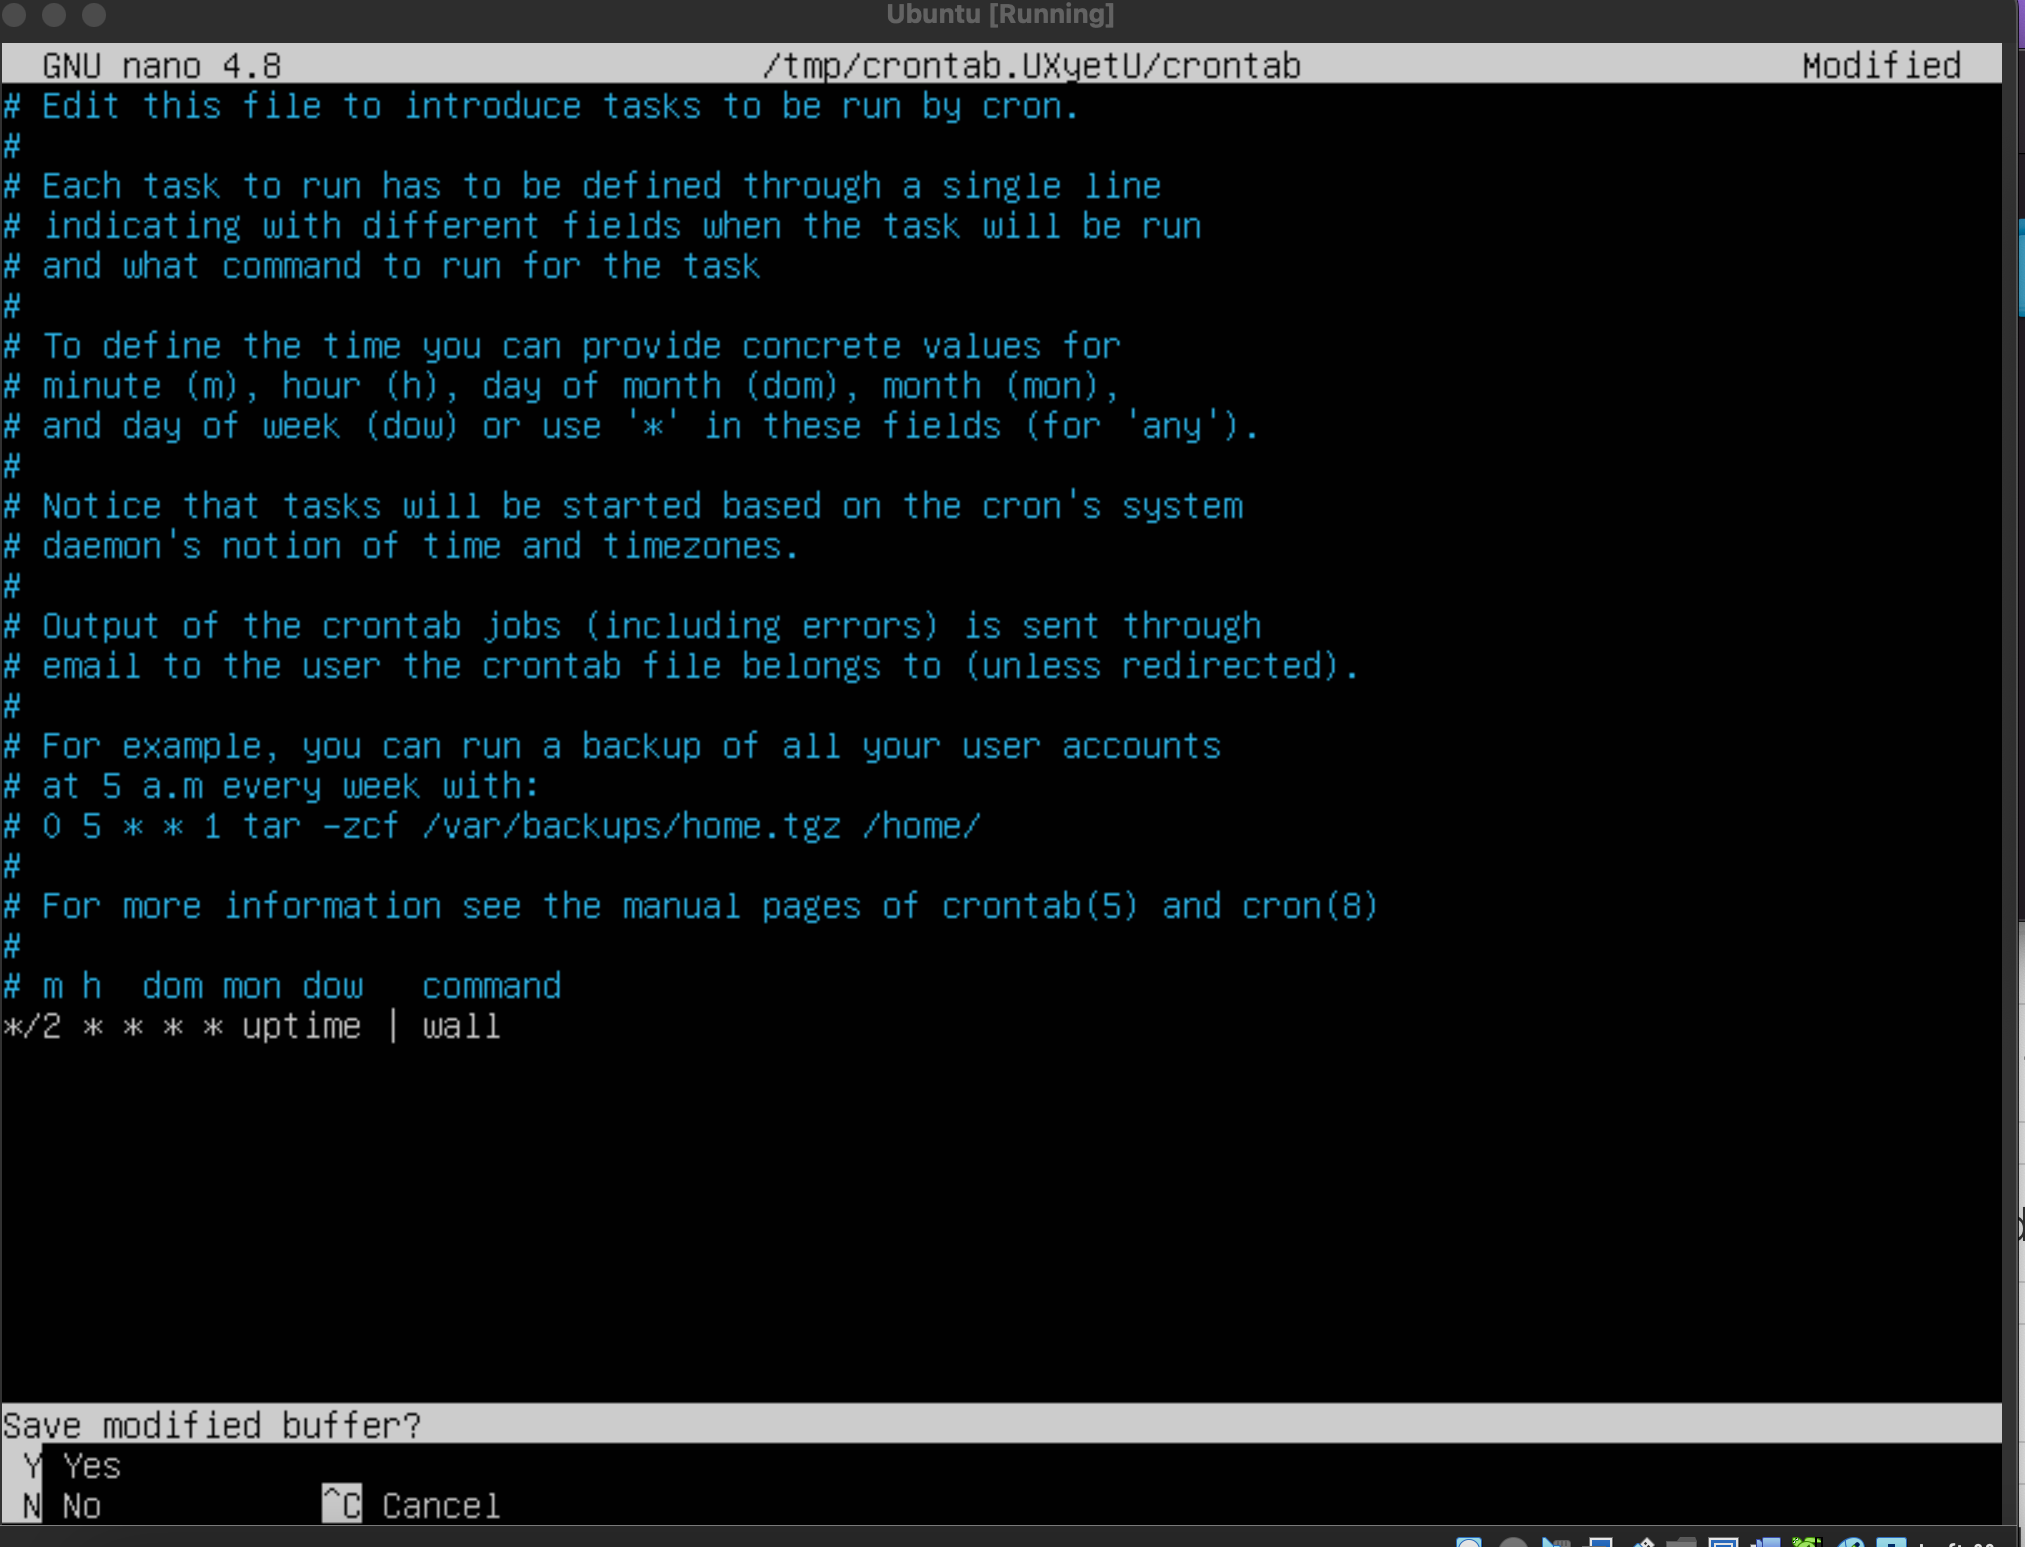 Ubuntu [Running]
GNU nano 4.8 /tmp/crontab.UXyetU/crontab Modified
# Edit this file to introduce tasks to be run by cron.
#
# Each task to run has to be defined through a single line
# indicating with different fields when the task will be run
# and what command to run for the task
#
# To define the time you can provide concrete values for
# minute (m), hour (h), day of month (dom), month (mon),
# and day of week (dow) or use '*' in these fields (for 'any').
#
# Notice that tasks will be started based on the cron's system
# daemon's notion of time and timezones.
#
# Output of the crontab jobs (including errors) is sent through
# email to the user the crontab file belongs to (unless redirected).
#
# For example, you can run a backup of all your user accounts
# at 5 a.m every week with:
# 0 5 * * 1 tar -zcf /var/backups/home.tgz /home/
#
# For more information see the manual pages of crontab(5) and cron(8)
#
# m h  dom mon dow   command
*/2 * * * * uptime | wall
Save modified buffer?
Y Yes
N No ^C Cancel